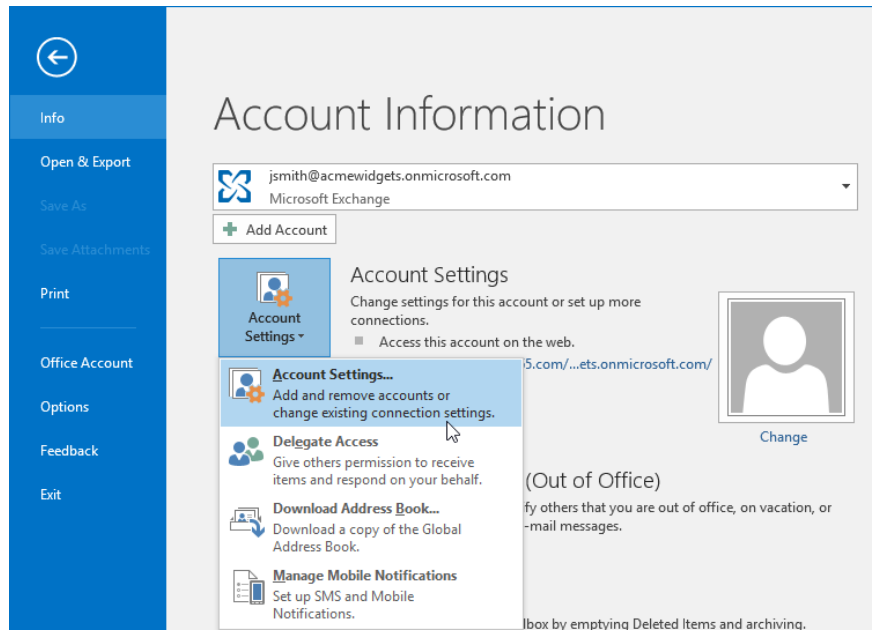 Info
Open & Export
Save As
Save Attachments
Print
Office Account
Options
Feedback
Exit
Account Information
jsmith@acmewidgets.onmicrosoft.com
Microsoft Exchange
Add Account
Account
Settings
Account Settings
Change settings for this account or set up more
connections.
Access this account on the web.
5.com/...ets.onmicrosoft.com/
Change
Account Settings...
Add and remove accounts or
change existing connection settings.
Delegate Access
Give others permission to receive
items and respond on your behalf.
Download Address Book...
Download a copy of the Global
Address Book.
Manage Mobile Notifications
Set up SMS and Mobile
Notifications.
(Out of Office)
fy others that you are out of office, on vacation, or
-mail messages.
lbox by emptying Deleted Items and archiving.